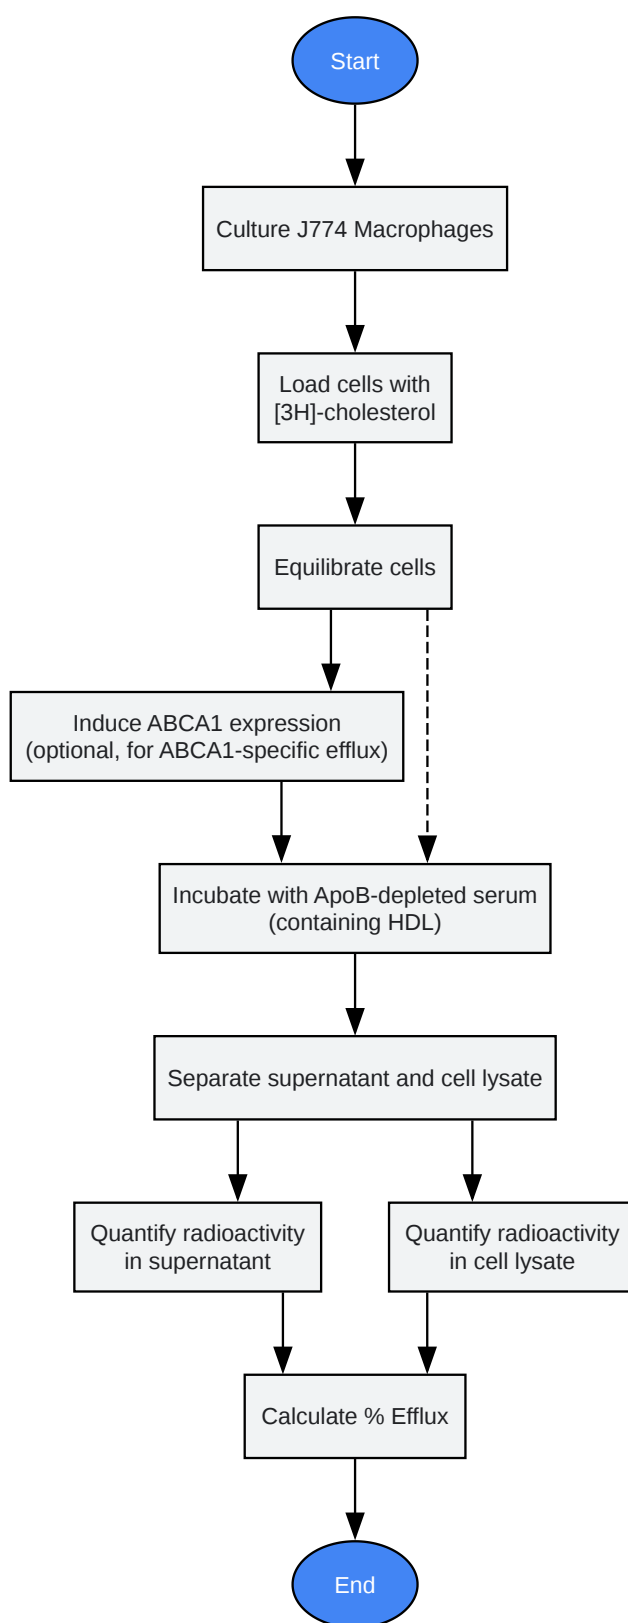 Start
Culture J774 Macrophages
Load cells with
[3H]-cholesterol
Equilibrate cells
Induce ABCA1 expression
(optional, for ABCA1-specific efflux)
Incubate with ApoB-depleted serum
(containing HDL)
Separate supernatant and cell lysate
Quantify radioactivity
in supernatant
Quantify radioactivity
in cell lysate
Calculate % Efflux
End